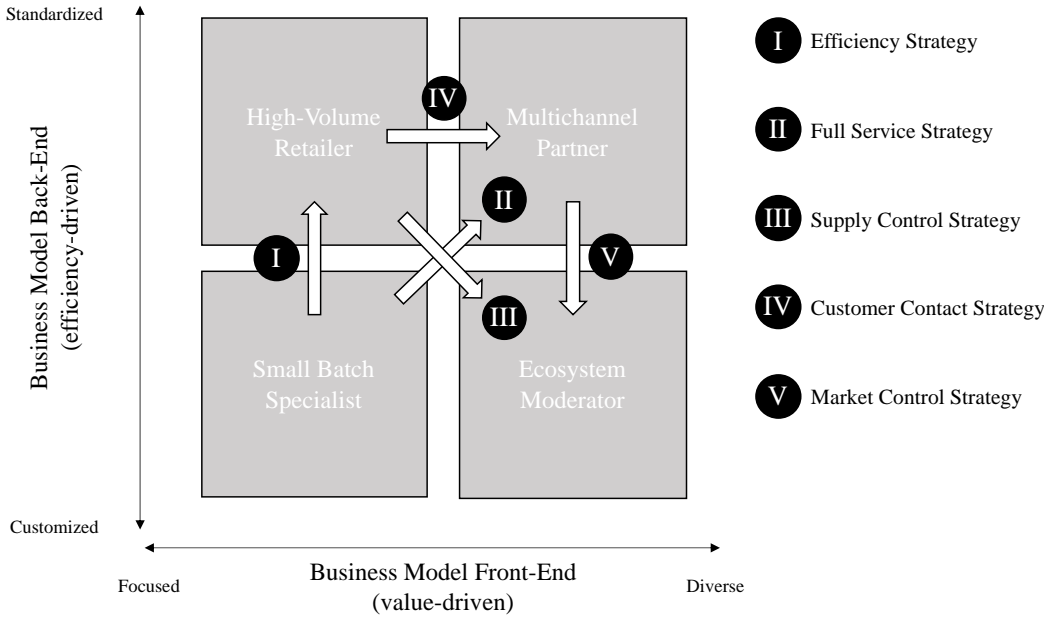 Standardized
High-Volume
Retailer
IV
Multichannel
Partner
II
I
V
III
Small Batch
Specialist
Ecosystem
Moderator
Business Model Back-End
(efficiency-driven)
Customized
Focused
Business Model Front-End
(value-driven)
Diverse
I Efficiency Strategy
II Full Service Strategy
III Supply Control Strategy
IV Customer Contact Strategy
V Market Control Strategy